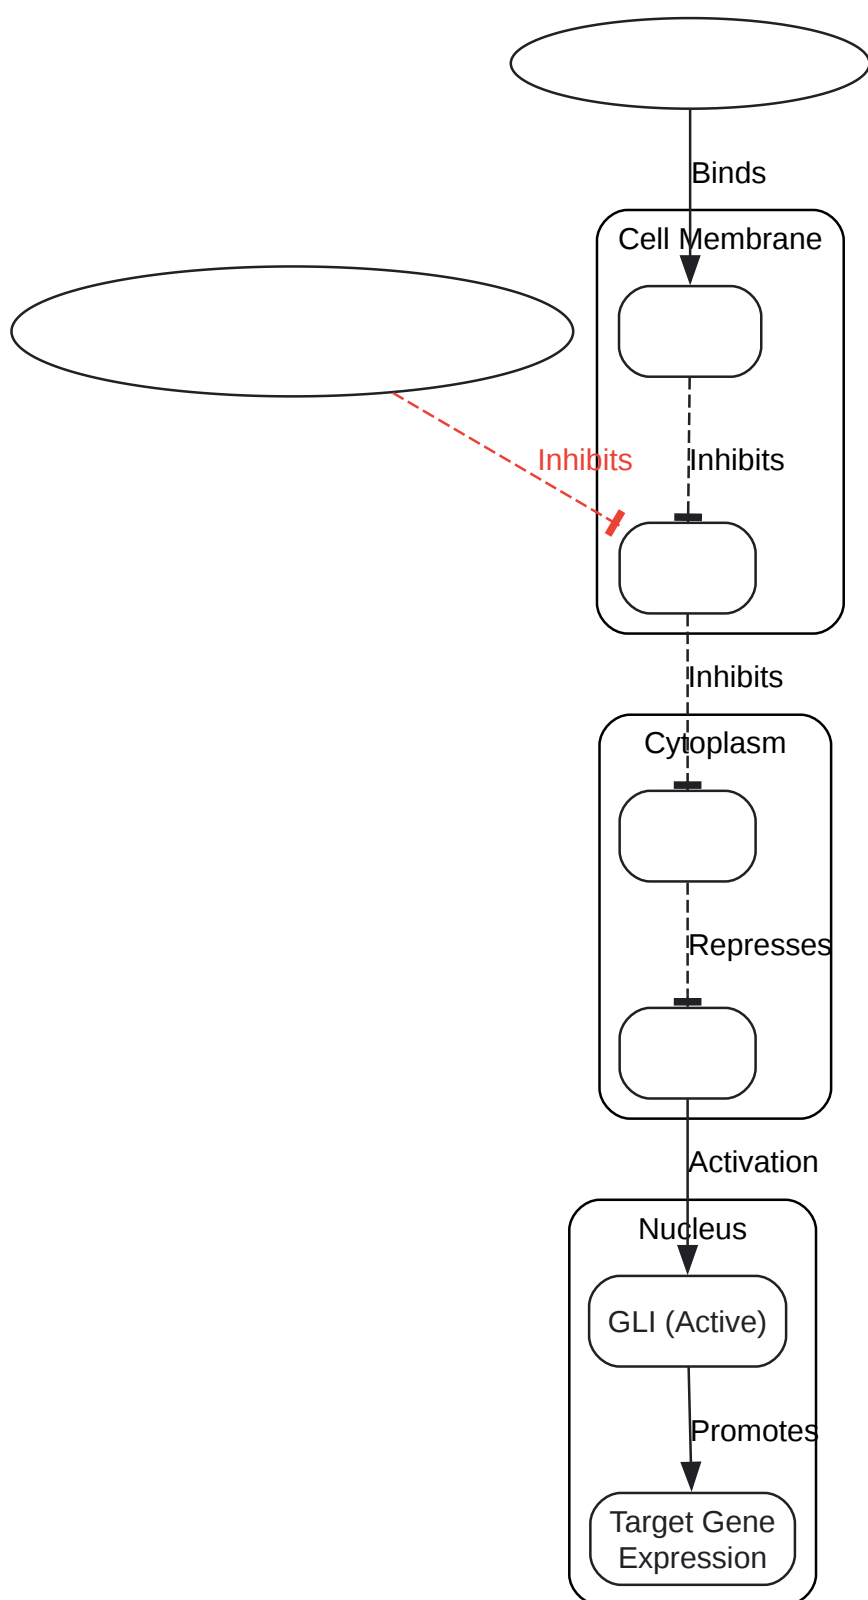 Binds
Cell Membrane
Inhibits
Inhibits
Inhibits
Cytoplasm
Represses
Activation
Nucleus
GLI (Active)
Promotes
Target Gene
Expression